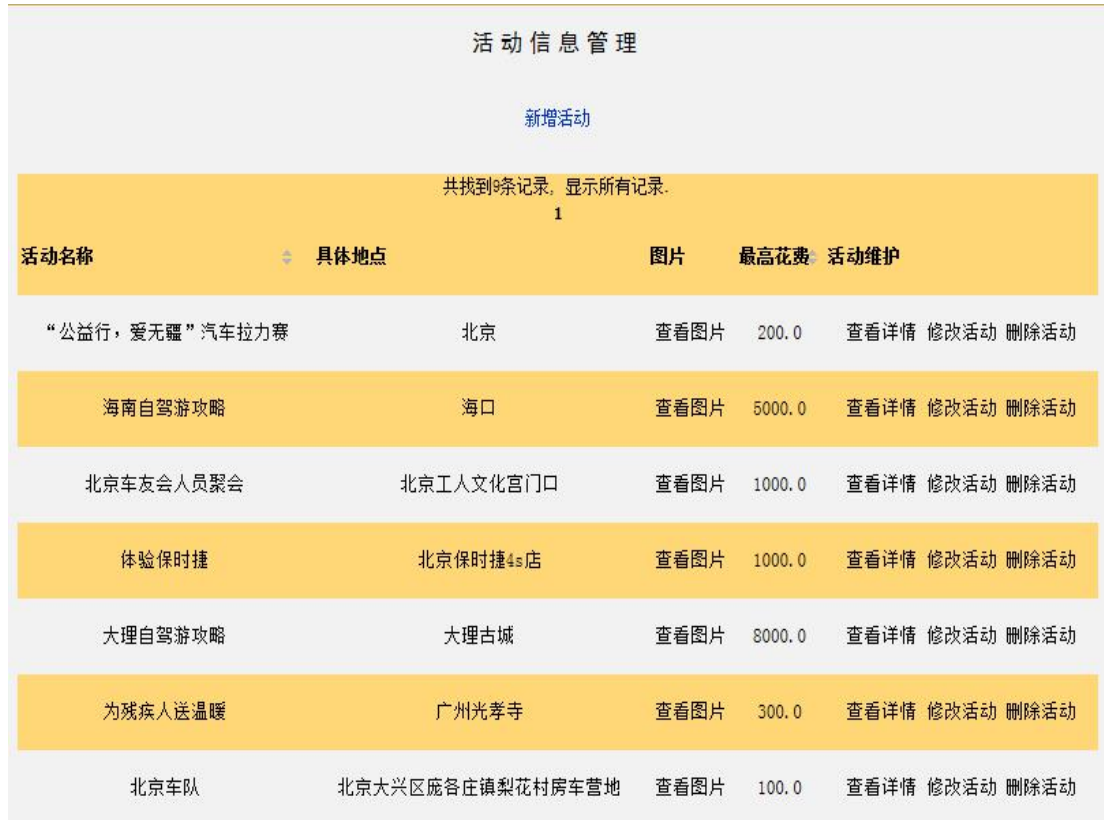 活动信息管理
新增活动
共找到9条记录, 显示所有记录.
1
活动名称 具体地点 图片 最高花费 活动维护
“公益行，爱无疆”汽车拉力赛 北京 查看图片 200.0 查看详情 修改活动 删除活动
海南自驾游攻略 海口 查看图片 5000.0 查看详情 修改活动 删除活动
北京车友会人员聚会 北京工人文化宫门口 查看图片 1000.0 查看详情 修改活动 删除活动
体验保时捷 北京保时捷4s店 查看图片 1000.0 查看详情 修改活动 删除活动
大理自驾游攻略 大理古城 查看图片 8000.0 查看详情 修改活动 删除活动
为残疾人送温暖 广州光孝寺 查看图片 300.0 查看详情 修改活动 删除活动
北京车队 北京大兴区庞各庄镇梨花村房车营地 查看图片 100.0 查看详情 修改活动 删除活动